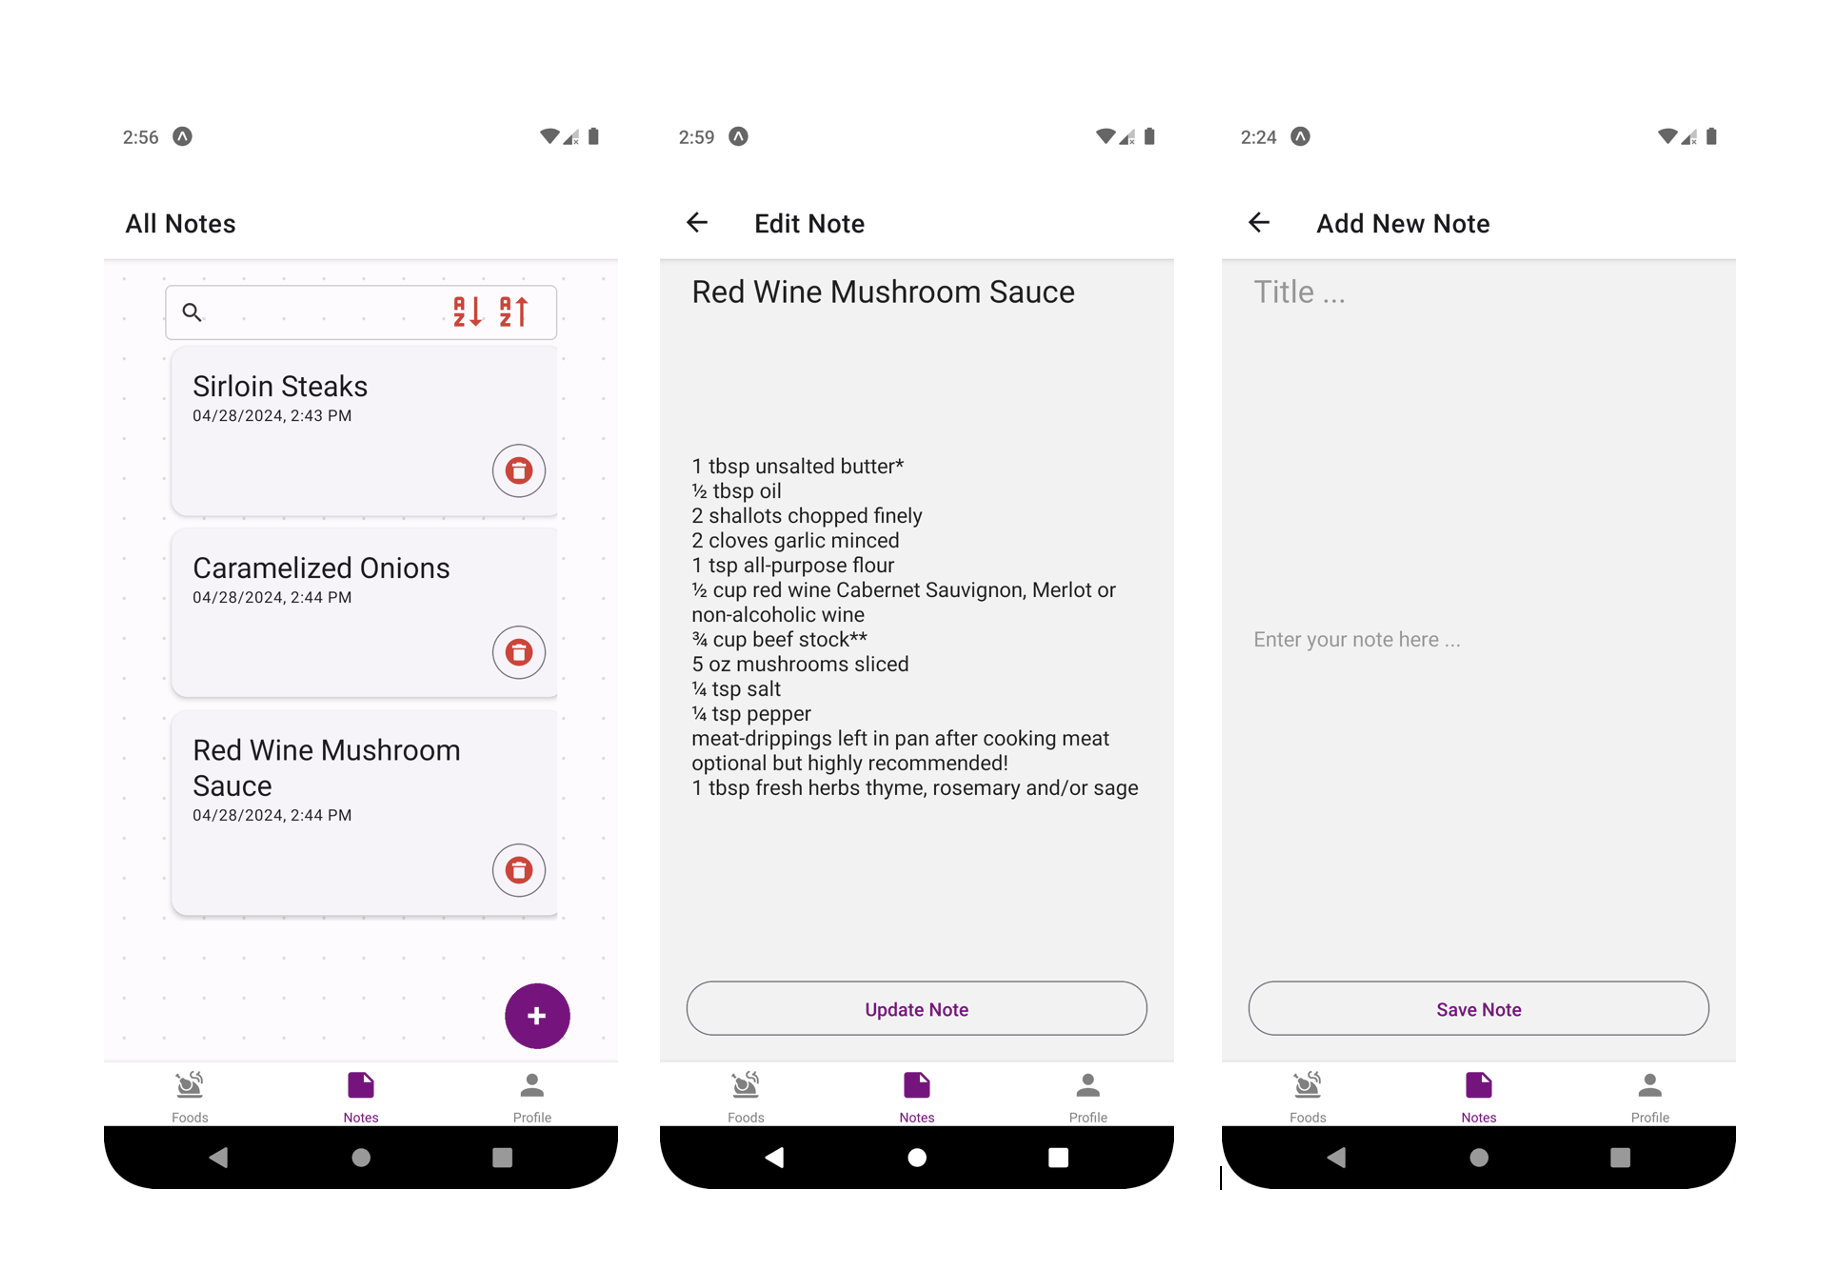 2:56
All Notes
A
Z
A
Z
Sirloin Steaks
04/28/2024, 2:43 PM
Caramelized Onions
04/28/2024, 2:44 PM
Red Wine Mushroom
Sauce
04/28/2024, 2:44 PM
+
Foods
Notes
Profile
2:59
Edit Note
Red Wine Mushroom Sauce
1 tbsp unsalted butter*
½ tbsp oil
2 shallots chopped finely
2 cloves garlic minced
1 tsp all-purpose flour
½ cup red wine Cabernet Sauvignon, Merlot or
non-alcoholic wine
¾ cup beef stock**
5 oz mushrooms sliced
¼ tsp salt
¼ tsp pepper
meat-drippings left in pan after cooking meat
optional but highly recommended!
1 tbsp fresh herbs thyme, rosemary and/or sage
Update Note
Foods
Notes
Profile
2:24
Add New Note
Title ...
Enter your note here ...
Save Note
Foods
Notes
Profile